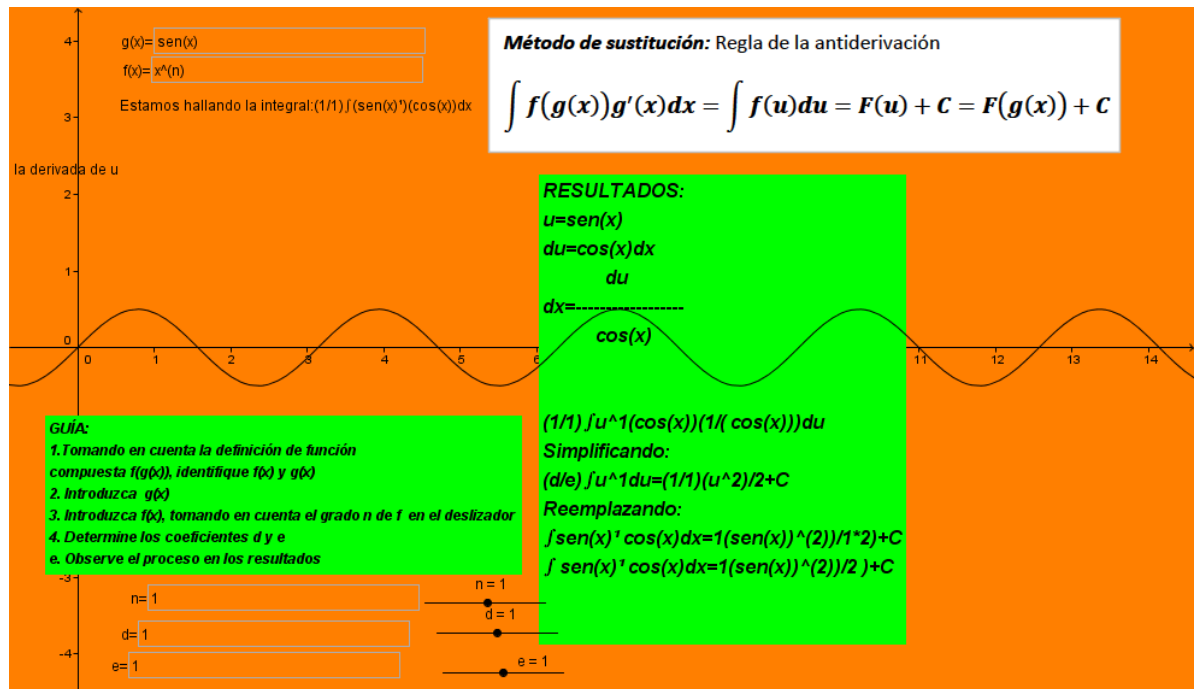 g(x)= sen(x)
f(x)= x^(n)
Estamos hallando la integral:(1/1)∫(sen(x)¹)(cos(x))dx
Método de sustitución: Regla de la antiderivación
∫ f(g(x))g′(x)dx = ∫ f(u)du = F(u) + C = F(g(x)) + C
la derivada de u
RESULTADOS:
u=sen(x)
du=cos(x)dx
du
dx=------------------
cos(x)
(1/1)∫u^1(cos(x))(1/( cos(x)))du
Simplificando:
(d/e)∫u^1du=(1/1)(u^2)/2+C
Reemplazando:
∫sen(x)¹ cos(x)dx=1(sen(x))^(2))/1*2)+C
∫ sen(x)¹ cos(x)dx=1(sen(x))^(2))/2 )+C
GUÍA:
1.Tomando en cuenta la definición de función
compuesta f(g(x)), identifique f(x) y g(x)
2. Introduzca g(x)
3. Introduzca f(x), tomando en cuenta el grado n de f en el deslizador
4. Determine los coeficientes d y e
e. Observe el proceso en los resultados
n= 1
n = 1
d= 1
d = 1
e= 1
e = 1
4
3
2
1
0
-3
-4
0 1 2 3 4 5 6 11 12 13 14